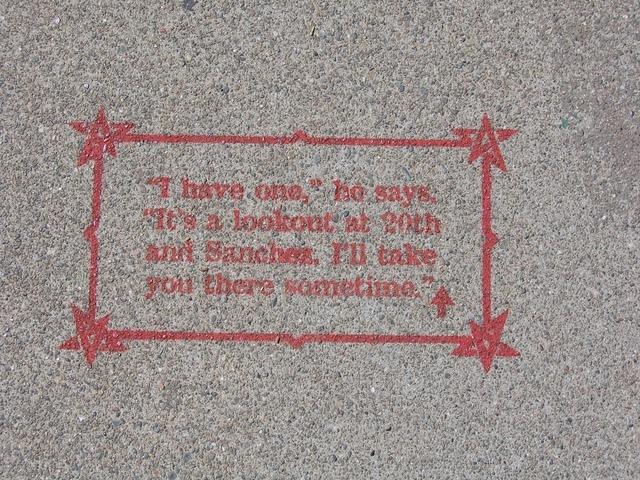 "I have one," he says.
"It's a lookout at 20th
and Sanchez. I'll take
you there sometime."